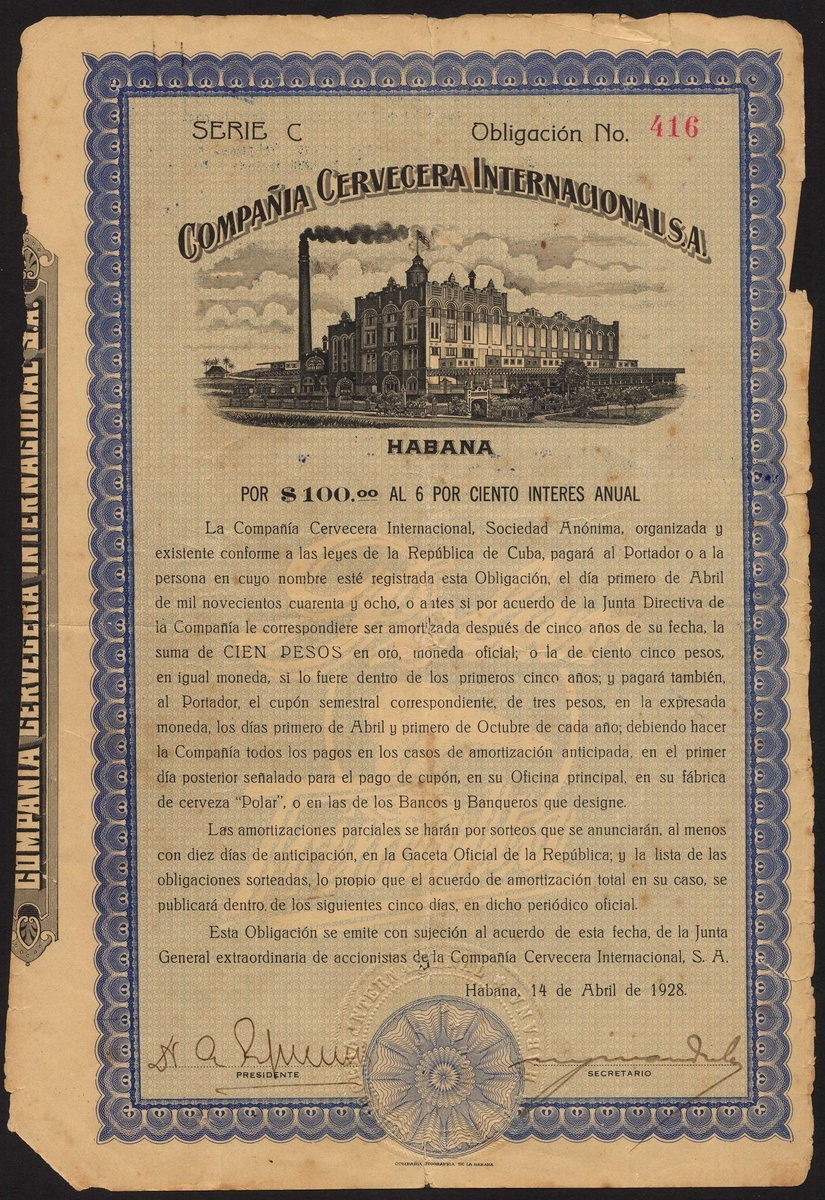 SERIE C
Obligación No. 416
COMPAÑIA CERVECERA INTERNACIONAL S.A.
HABANA
POR $100.00 AL 6 POR CIENTO INTERES ANUAL
La Compañía Cervecera Internacional, Sociedad Anónima, organizada y
existente conforme a las leyes de la República de Cuba, pagará al Portador o a la
persona en cuyo nombre esté registrada esta Obligación, el día primero de Abril
de mil novecientos cuarenta y ocho, o antes si por acuerdo de la Junta Directiva de
la Compañía le correspondiere ser amortizada después de cinco años de su fecha, la
suma de CIEN PESOS en oro, moneda oficial; o la de ciento cinco pesos,
en igual moneda, si lo fuere dentro de los primeros cinco años; y pagará también,
al Portador, el cupón semestral correspondiente, de tres pesos, en la expresada
moneda, los días primero de Abril y primero de Octubre de cada año; debiendo hacer
la Compañía todos los pagos en los casos de amortización anticipada, en el primer
día posterior señalado para el pago de cupón, en su Oficina principal, en su fábrica
de cerveza "Polar", o en las de los Bancos y Banqueros que designe.
Las amortizaciones parciales se harán por sorteos que se anunciarán, al menos
con diez días de anticipación, en la Gaceta Oficial de la República; y la lista de las
obligaciones sorteadas, lo propio que el acuerdo de amortización total en su caso, se
publicará dentro, de los siguientes cinco días, en dicho periódico oficial.
Esta Obligación se emite con sujeción al acuerdo de esta fecha, de la Junta
General extraordinaria de accionistas de la Compañía Cervecera Internacional, S. A.
Habana, 14 de Abril de 1928.
PRESIDENTE
SECRETARIO
COMPAÑIA LITOGRAFICA DE LA HABANA
COMPAÑIA CERVECERA INTERNACIONAL S.A.